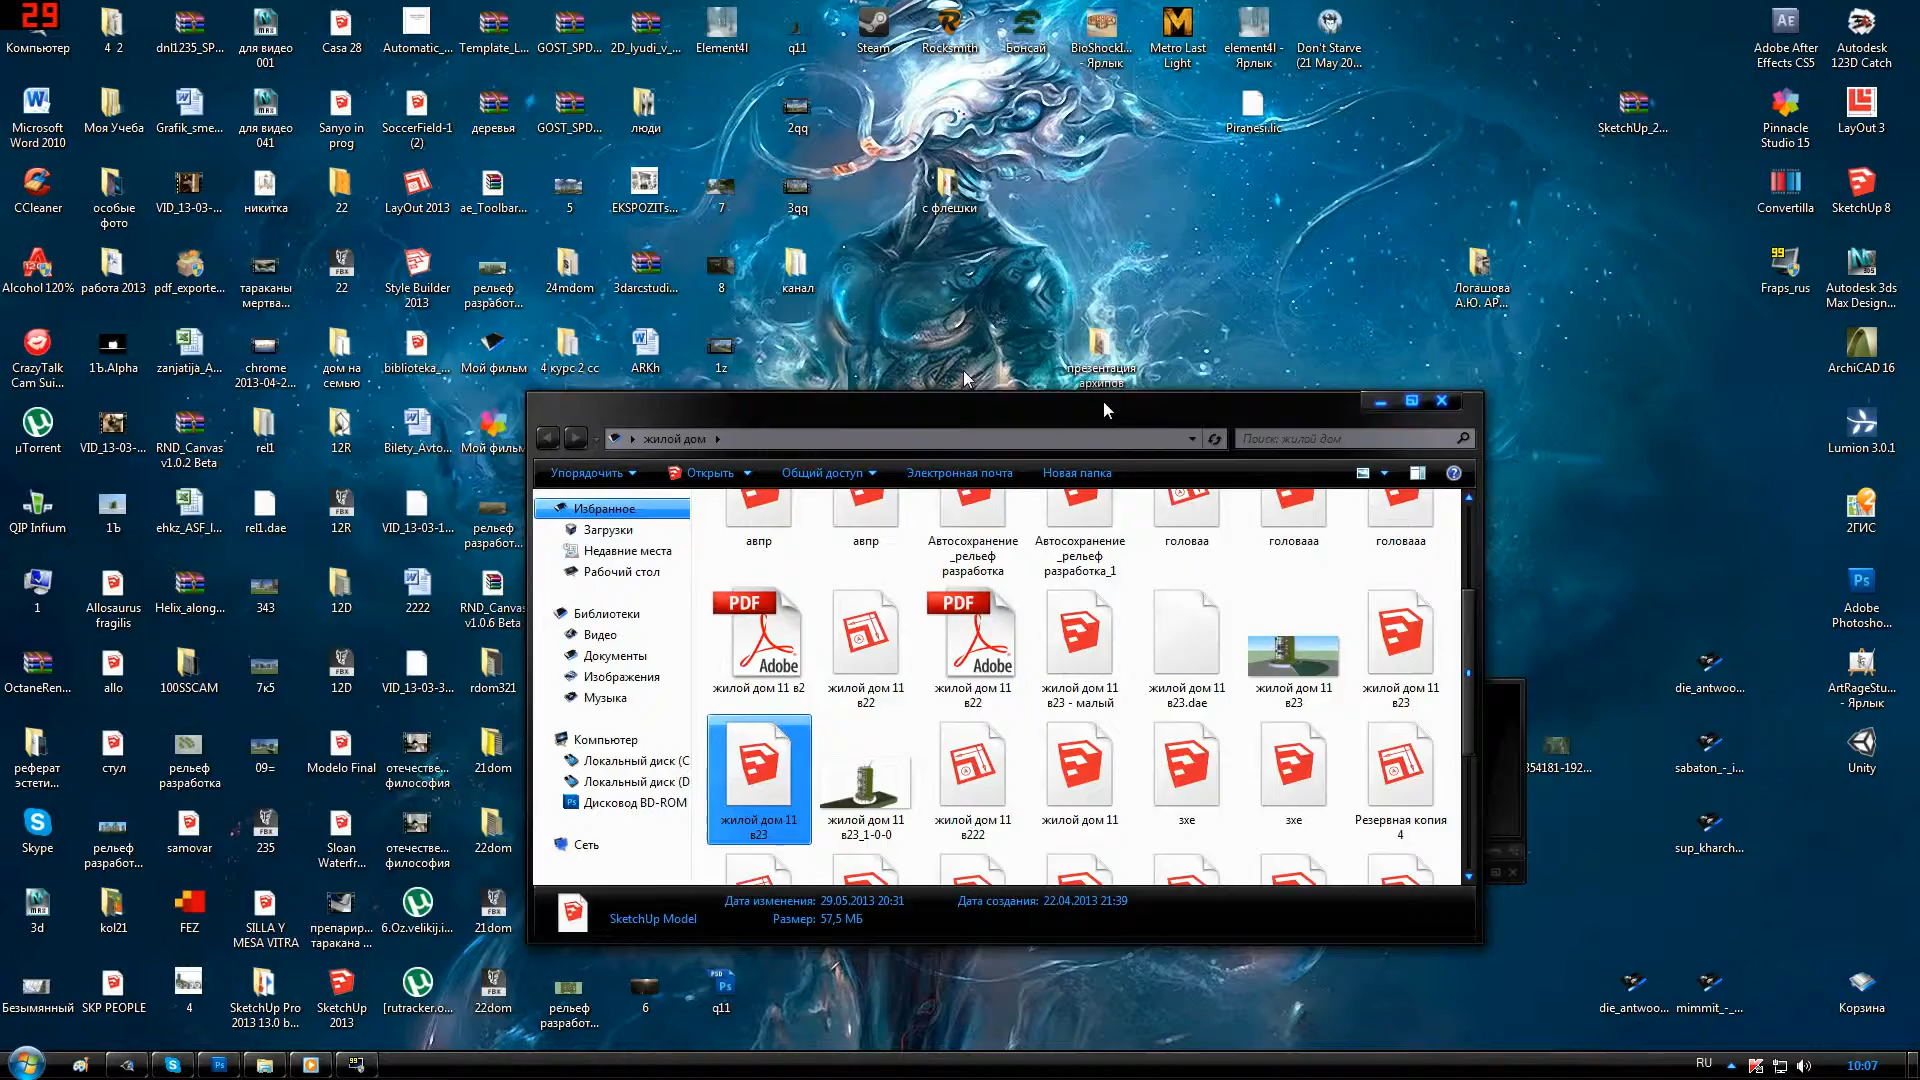 29
Компьютер
4_2
dnl1235_SP...
для видео
001
Casa 28
Automatic_...
Template_L...
GOST_SPD...
2D_lyudi_v_...
Element4l
q11
Steam
Rocksmith
Бонсай
BioShockI...
- Ярлык
Metro Last
Light
element4l -
Ярлык
Don't Starve
(21 May 20...
Adobe After
Effects CS5
Autodesk
123D Catch
Microsoft
Word 2010
Моя Учеба
Grafik_sme...
для видео
041
Sanyo in
prog
SoccerField-1
(2)
деревья
GOST_SPD...
люди
2qq
Piranesi.lic
SketchUp_2...
Pinnacle
Studio 15
LayOut 3
CCleaner
особые
фото
VID_13-03-...
никитка
22
LayOut 2013
ae_Toolbar...
5
EKSPOZITs...
7
3qq
с флешки
Convertilla
SketchUp 8
Alcohol 120%
работа 2013
pdf_exporte...
тараканы
мертва...
22
Style Builder
2013
рельеф
разработ...
24mdom
3darcstudi...
8
канал
Логашова
А.Ю. АР...
Fraps_rus
Autodesk 3ds
Max Design...
CrazyTalk
Cam Sui...
1Ъ.Alpha
zanjatija_A...
chrome
2013-04-2...
дом на
семью
biblioteka_...
Мой фильм
4 курс 2 сс
ARKh
1z
презентация
архипов
ArchiCAD 16
µTorrent
VID_13-03-...
RND_Canvas
v1.0.2 Beta
rel1
12R
Bilety_Avto...
Мой фильм
Lumion 3.0.1
QIP Infium
1Ъ
ehkz_ASF_l...
rel1.dae
12R
VID_13-03-1...
рельеф
разработ...
2ГИС
1
Allosaurus
fragilis
Helix_along...
343
12D
2222
RND_Canvas
v1.0.6 Beta
Adobe
Photosho...
OctaneRen...
allo
100SSCAM
7к5
12D
VID_13-03-3...
rdom321
die_antwoo...
ArtRageStu...
- Ярлык
реферат
эстети...
стул
рельеф
разработка
09=
Modelo Final
отечестве...
философия
21dom
354181-192...
sabaton_-_i...
Unity
Skype
рельеф
разработ...
samovar
235
Sloan
Waterfr...
отечестве...
философия
22dom
sup_kharch...
3d
kol21
FEZ
SILLA Y
MESA VITRA
препарир...
таракана ...
6.Oz.velikij.i...
21dom
Безымянный
SKP PEOPLE
4
SketchUp Pro
2013 13.0 b...
SketchUp
2013
[rutracker.o...
22dom
рельеф
разработ...
6
q11
die_antwoo...
mimmit_-_...
Корзина
жилой дом
Поиск: жилой дом
Упорядочить
Открыть
Общий доступ
Электронная почта
Новая папка
Избранное
Загрузки
Недавние места
Рабочий стол
Библиотеки
Видео
Документы
Изображения
Музыка
Компьютер
Локальный диск (C
Локальный диск (D
Дисковод BD-ROM
Сеть
авпр
авпр
Автосохранение
_рельеф
разработка
Автосохранение
_рельеф
разработка_1
головаа
головааа
головааа
PDF
Adobe
PDF
Adobe
жилой дом 11 в2
жилой дом 11
в22
жилой дом 11
в22
жилой дом 11
в23 - малый
жилой дом 11
в23.dae
жилой дом 11
в23
жилой дом 11
в23
жилой дом 11
в23
жилой дом 11
в23_1-0-0
жилой дом 11
в222
жилой дом 11
зхе
зхе
Резервная копия
4
SketchUp Model
Дата изменения: 29.05.2013 20:31
Размер: 57,5 МБ
Дата создания: 22.04.2013 21:39
RU
10:07